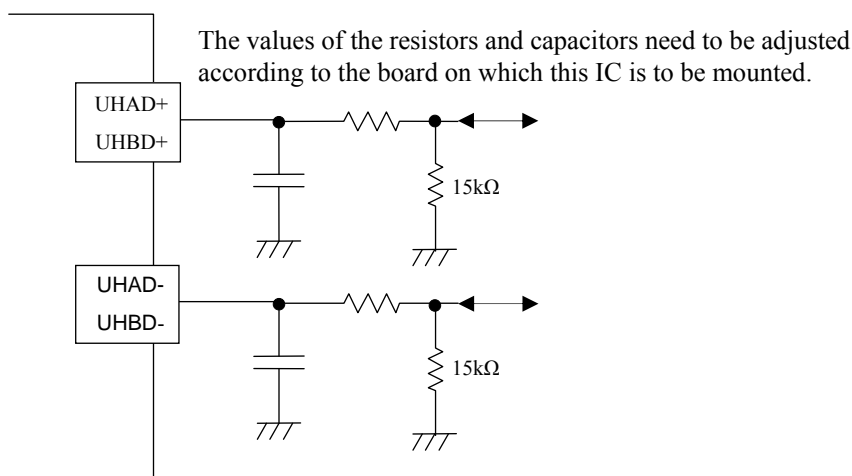 The values of the resistors and capacitors need to be adjusted
according to the board on which this IC is to be mounted.
UHAD+
UHBD+
15kΩ
UHAD-
UHBD-
15kΩ